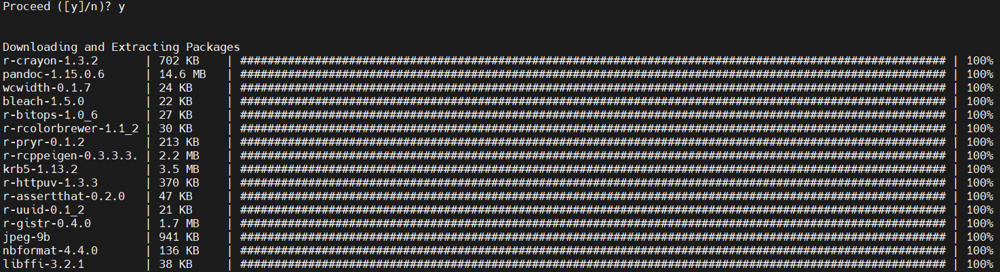 Proceed ([y]/n)? y
Downloading and Extracting Packages
r-crayon-1.3.2 | 702 KB | ######################################################################################################## | 100%
pandoc-1.15.0.6 | 14.6 MB | ######################################################################################################## | 100%
wcwidth-0.1.7 | 24 KB | ######################################################################################################## | 100%
bleach-1.5.0 | 22 KB | ######################################################################################################## | 100%
r-bitops-1.0_6 | 27 KB | ######################################################################################################## | 100%
r-rcolorbrewer-1.1_2 | 30 KB | ######################################################################################################## | 100%
r-pryr-0.1.2 | 213 KB | ######################################################################################################## | 100%
r-rcppeigen-0.3.3.3. | 2.2 MB | ######################################################################################################## | 100%
krb5-1.13.2 | 3.5 MB | ######################################################################################################## | 100%
r-httpuv-1.3.3 | 370 KB | ######################################################################################################## | 100%
r-assertthat-0.2.0 | 47 KB | ######################################################################################################## | 100%
r-uuid-0.1_2 | 21 KB | ######################################################################################################## | 100%
r-gistr-0.4.0 | 1.7 MB | ######################################################################################################## | 100%
jpeg-9b | 941 KB | ######################################################################################################## | 100%
nbformat-4.4.0 | 136 KB | ######################################################################################################## | 100%
libffi-3.2.1 | 38 KB | ######################################################################################################## | 100%